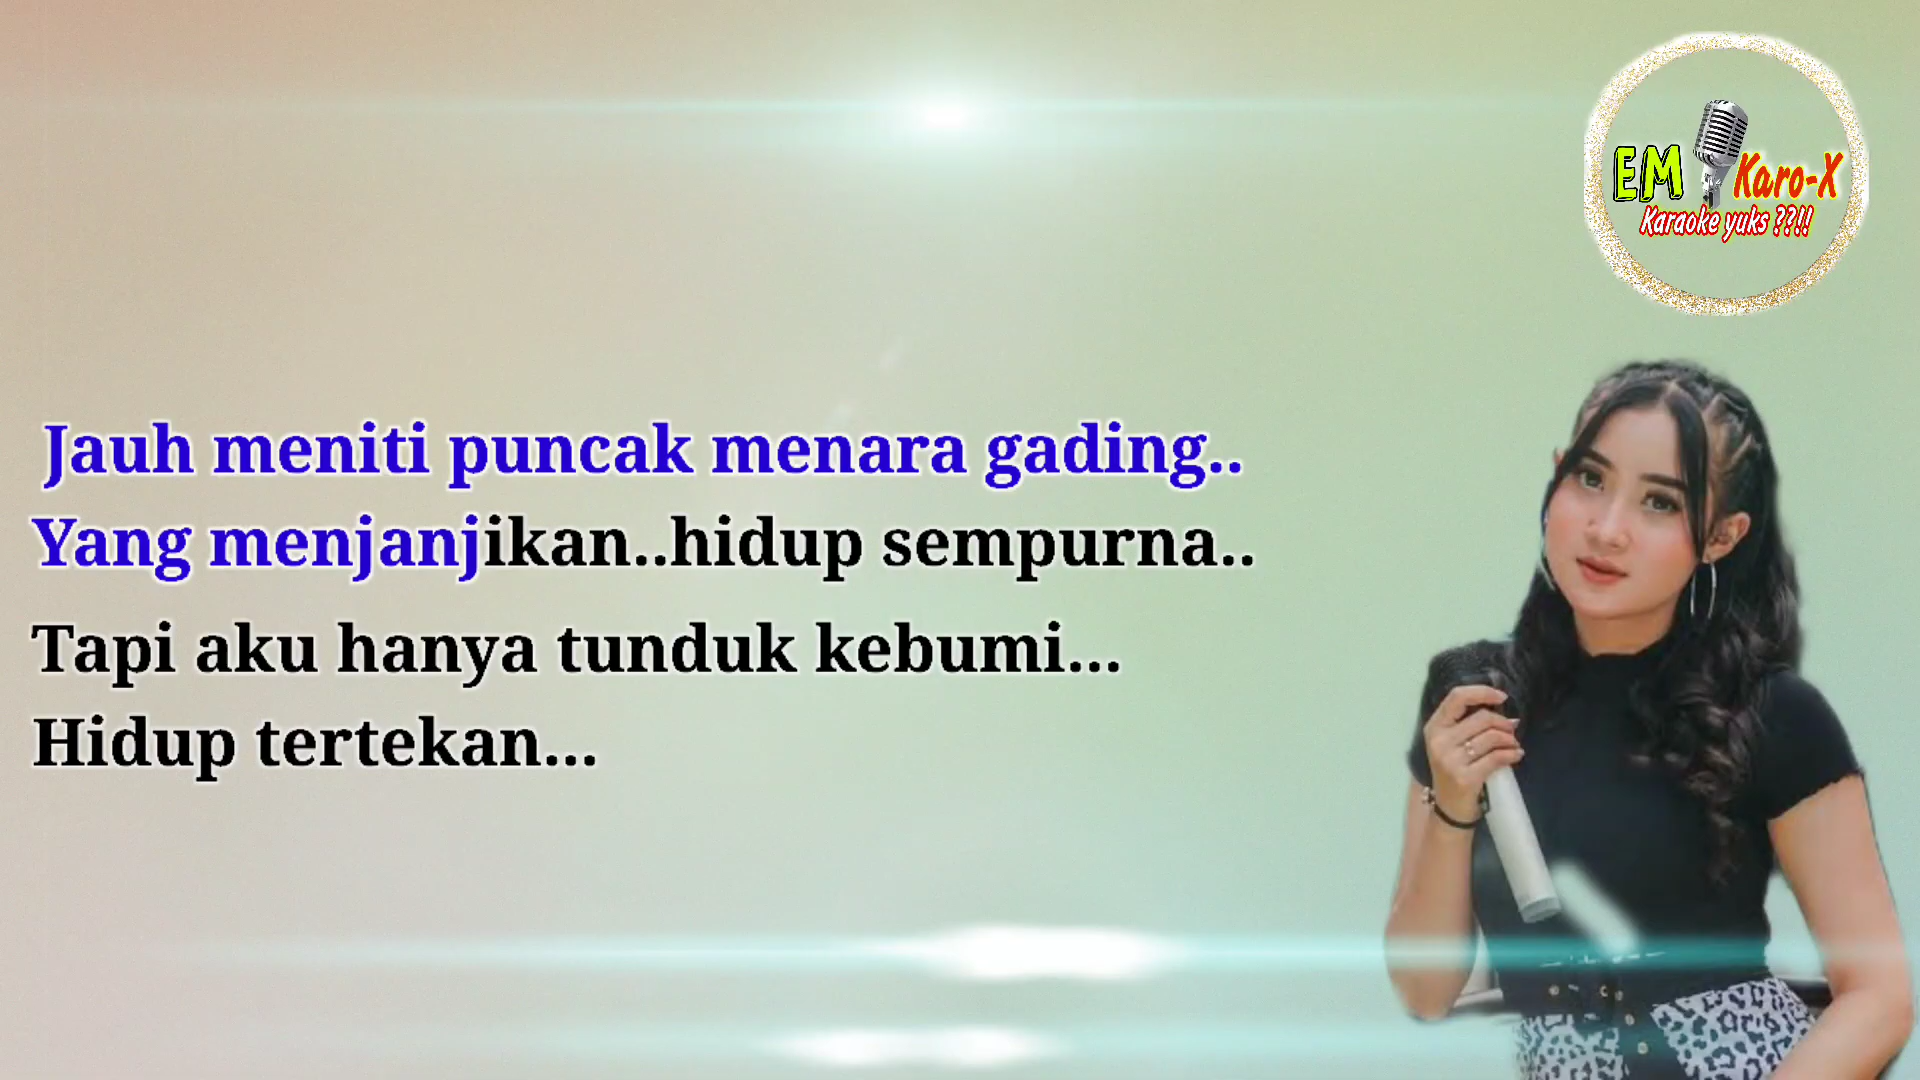 EM Karo-X
Karaoke yuks ??!!
Jauh meniti puncak menara gading..
Yang menjanjikan..hidup sempurna..
Tapi aku hanya tunduk kebumi...
Hidup tertekan...